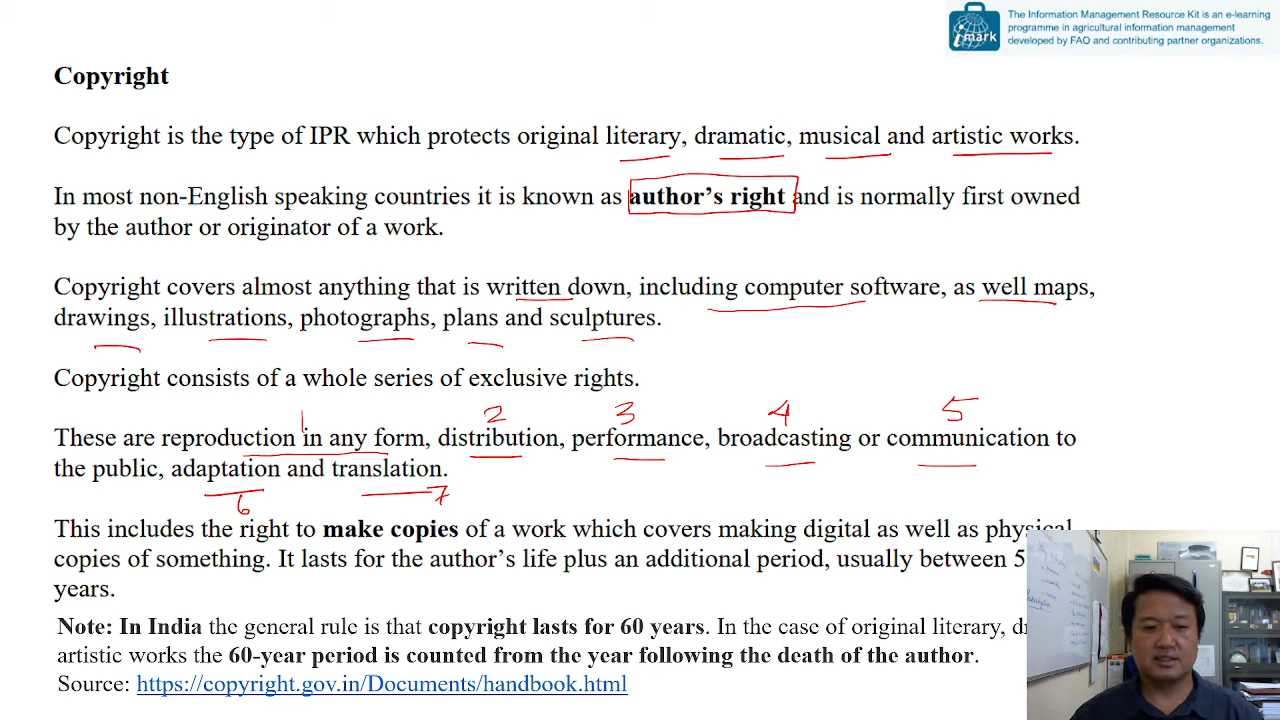 The Information Management Resource Kit is an e-learning
programme in agricultural information management
developed by FAO and contributing partner organizations.
imark
Copyright
Copyright is the type of IPR which protects original literary, dramatic, musical and artistic works.
In most non-English speaking countries it is known as author's right and is normally first owned
by the author or originator of a work.
Copyright covers almost anything that is written down, including computer software, as well maps,
drawings, illustrations, photographs, plans and sculptures.
Copyright consists of a whole series of exclusive rights.
1 2 3 4 5
These are reproduction in any form, distribution, performance, broadcasting or communication to
the public, adaptation and translation.
6 7
This includes the right to make copies of a work which covers making digital as well as physical
copies of something. It lasts for the author's life plus an additional period, usually between
years.
Note: In India the general rule is that copyright lasts for 60 years. In the case of original literary,
artistic works the 60-year period is counted from the year following the death of the author.
Source: https://copyright.gov.in/Documents/handbook.html